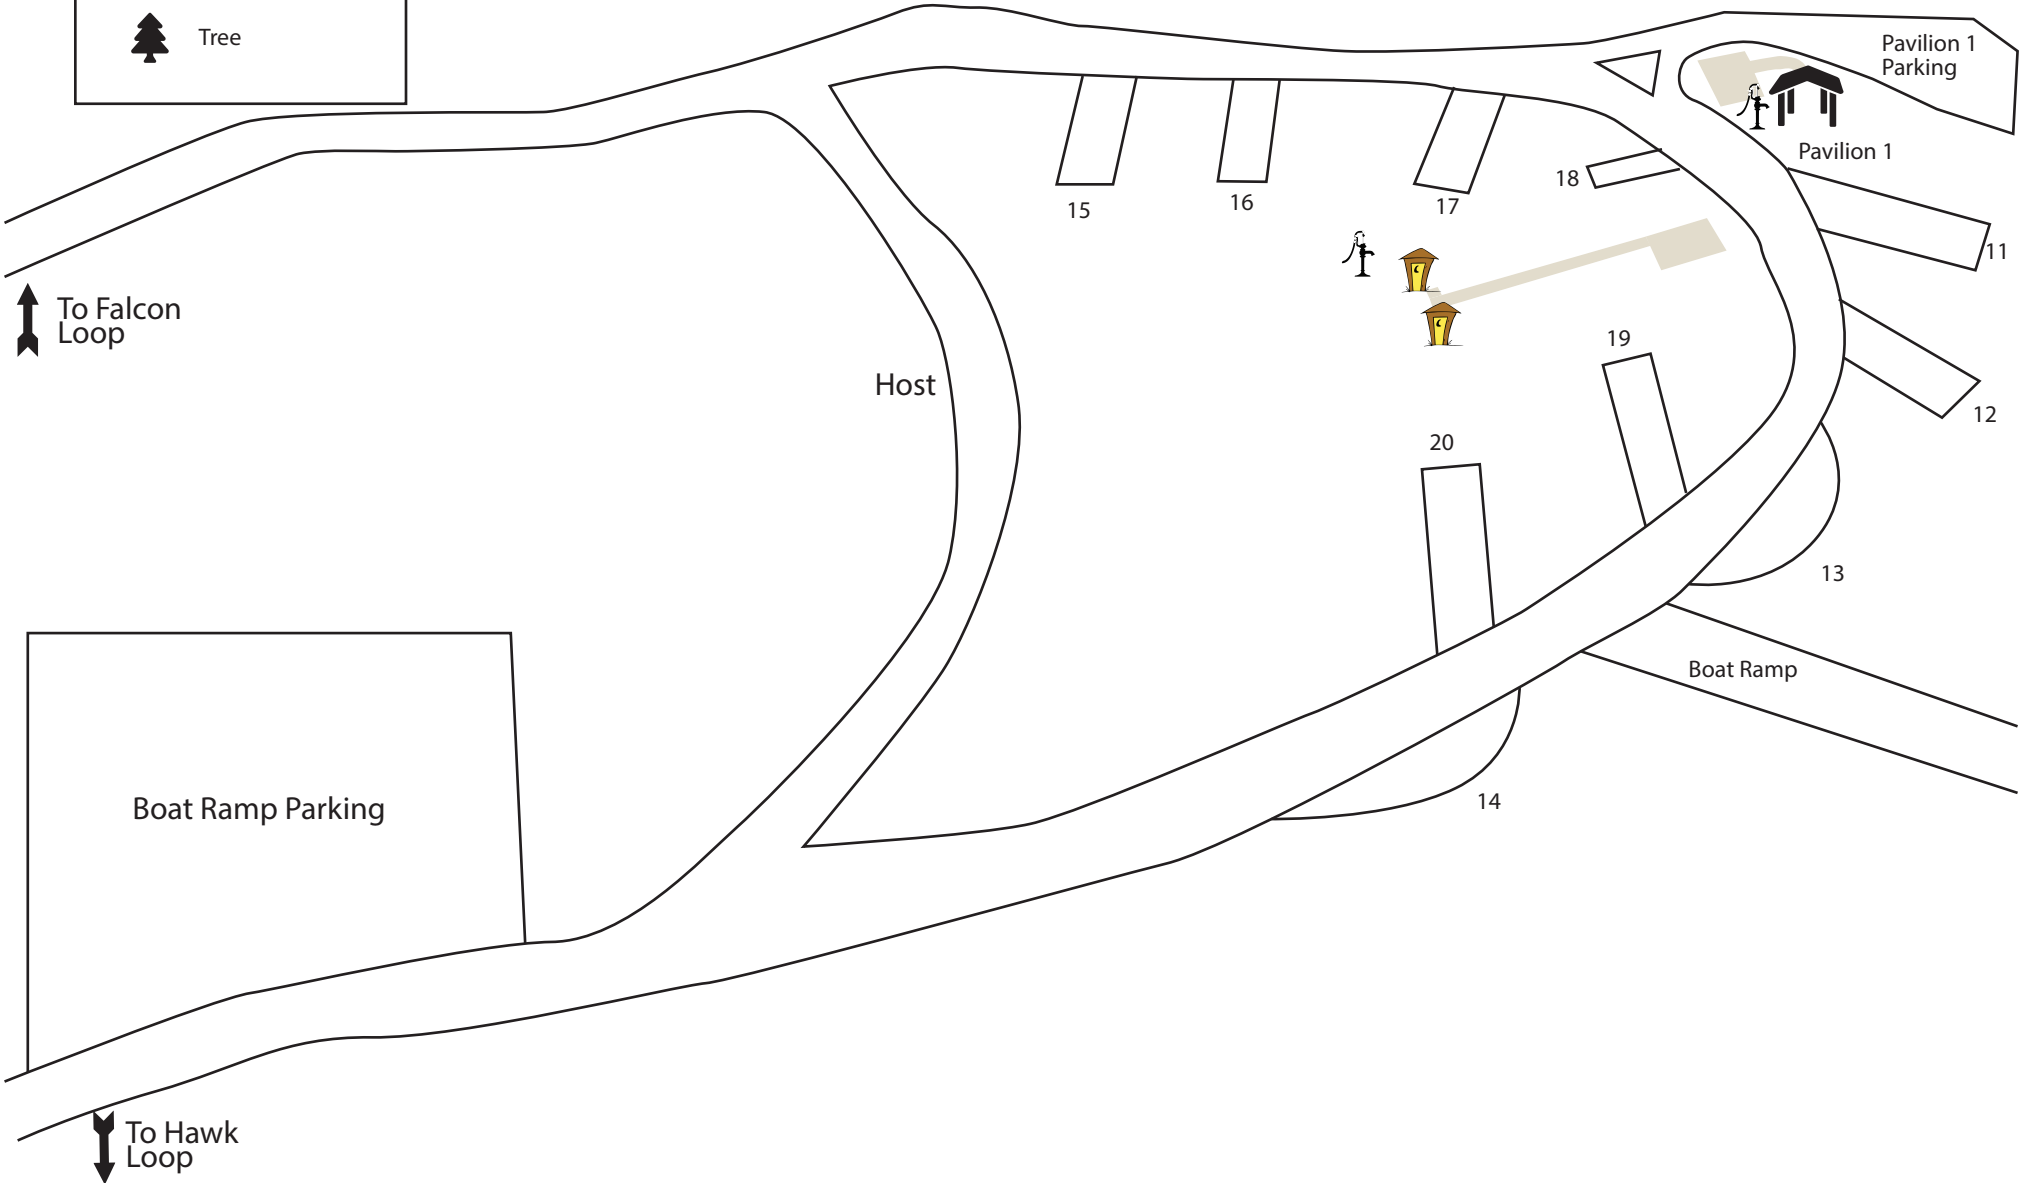 Tree
Pavilion 1
Parking
Pavilion 1
18
15
16
17
11
To Falcon
Loop
19
Host
12
20
13
Boat Ramp
14
Boat Ramp Parking
To Hawk
Loop